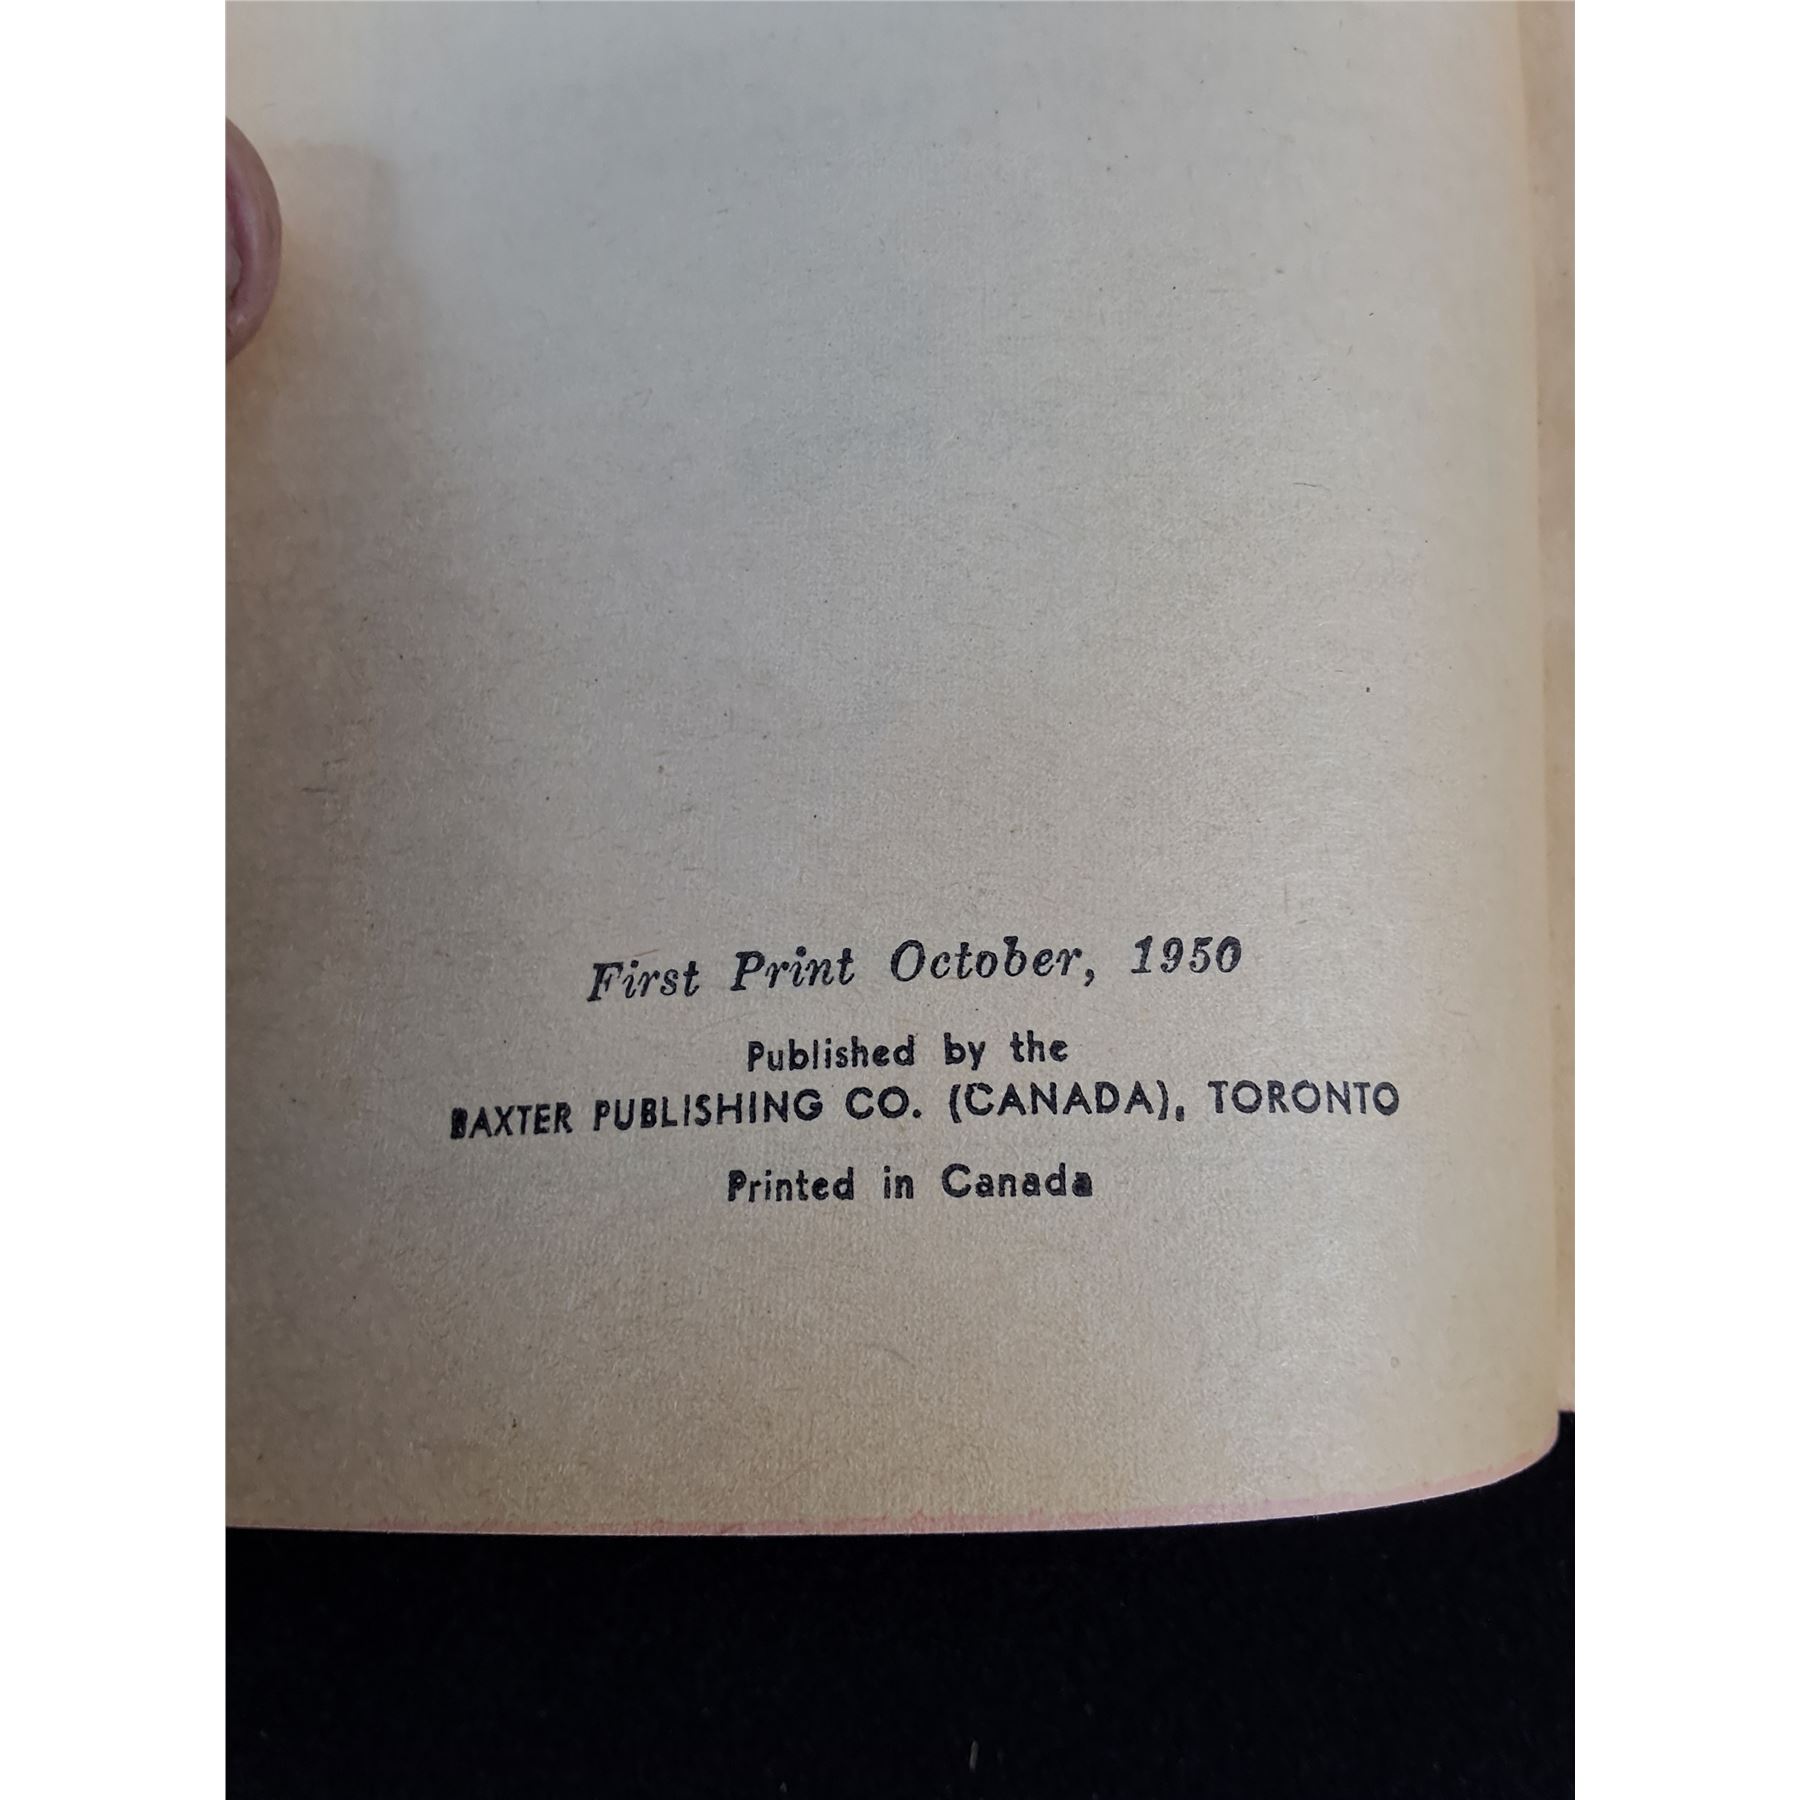 First Print October, 1950
Published by the
BAXTER PUBLISHING CO. (CANADA), TORONTO
Printed in Canada